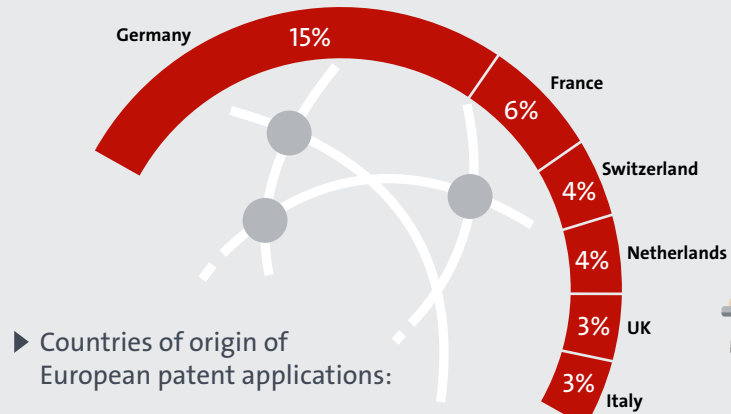 Germany
15%
France
6%
Switzerland
4%
Netherlands
4%
UK
3%
Italy
3%
Countries of origin of
European patent applications: